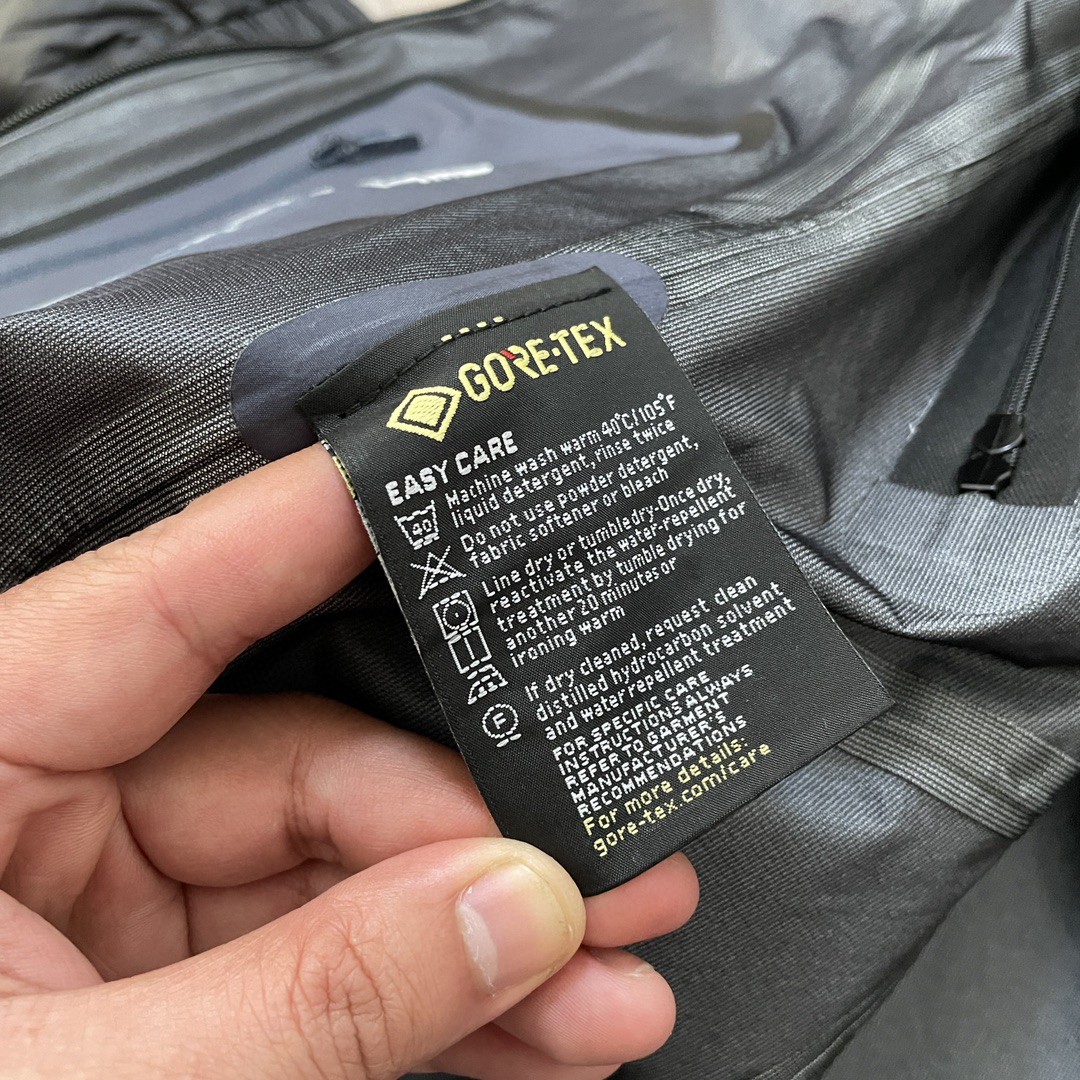 GORE-TEX
EASY CARE
40
Machine wash warm 40°C/105°F
liquid detergent, rinse twice
Do not use powder detergent,
fabric softener or bleach
Line dry or tumble dry-Once dry,
reactivate the water-repellent
treatment by tumble drying for
another 20 minutes or
ironing warm
F
If dry cleaned, request clean
distilled hydrocarbon solvent
and water repellent treatment
FOR SPECIFIC CARE
INSTRUCTIONS ALWAYS
REFER TO GARMENT
MANUFACTURER'S
RECOMMENDATIONS
For more details:
gore-tex.com/care